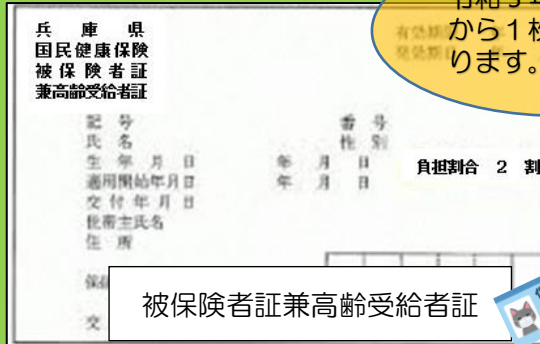 から１枚
ります。
兵庫県
国民健康保険
被保険者証
兼高齢受給者証
有効期
記号 番号
氏名 性別
生年月日 年 月 日
適用開始年月日 年 月 日
負担割合 2 割
交付年月日
世帯主氏名
住所
交
被保険者証兼高齢受給者証